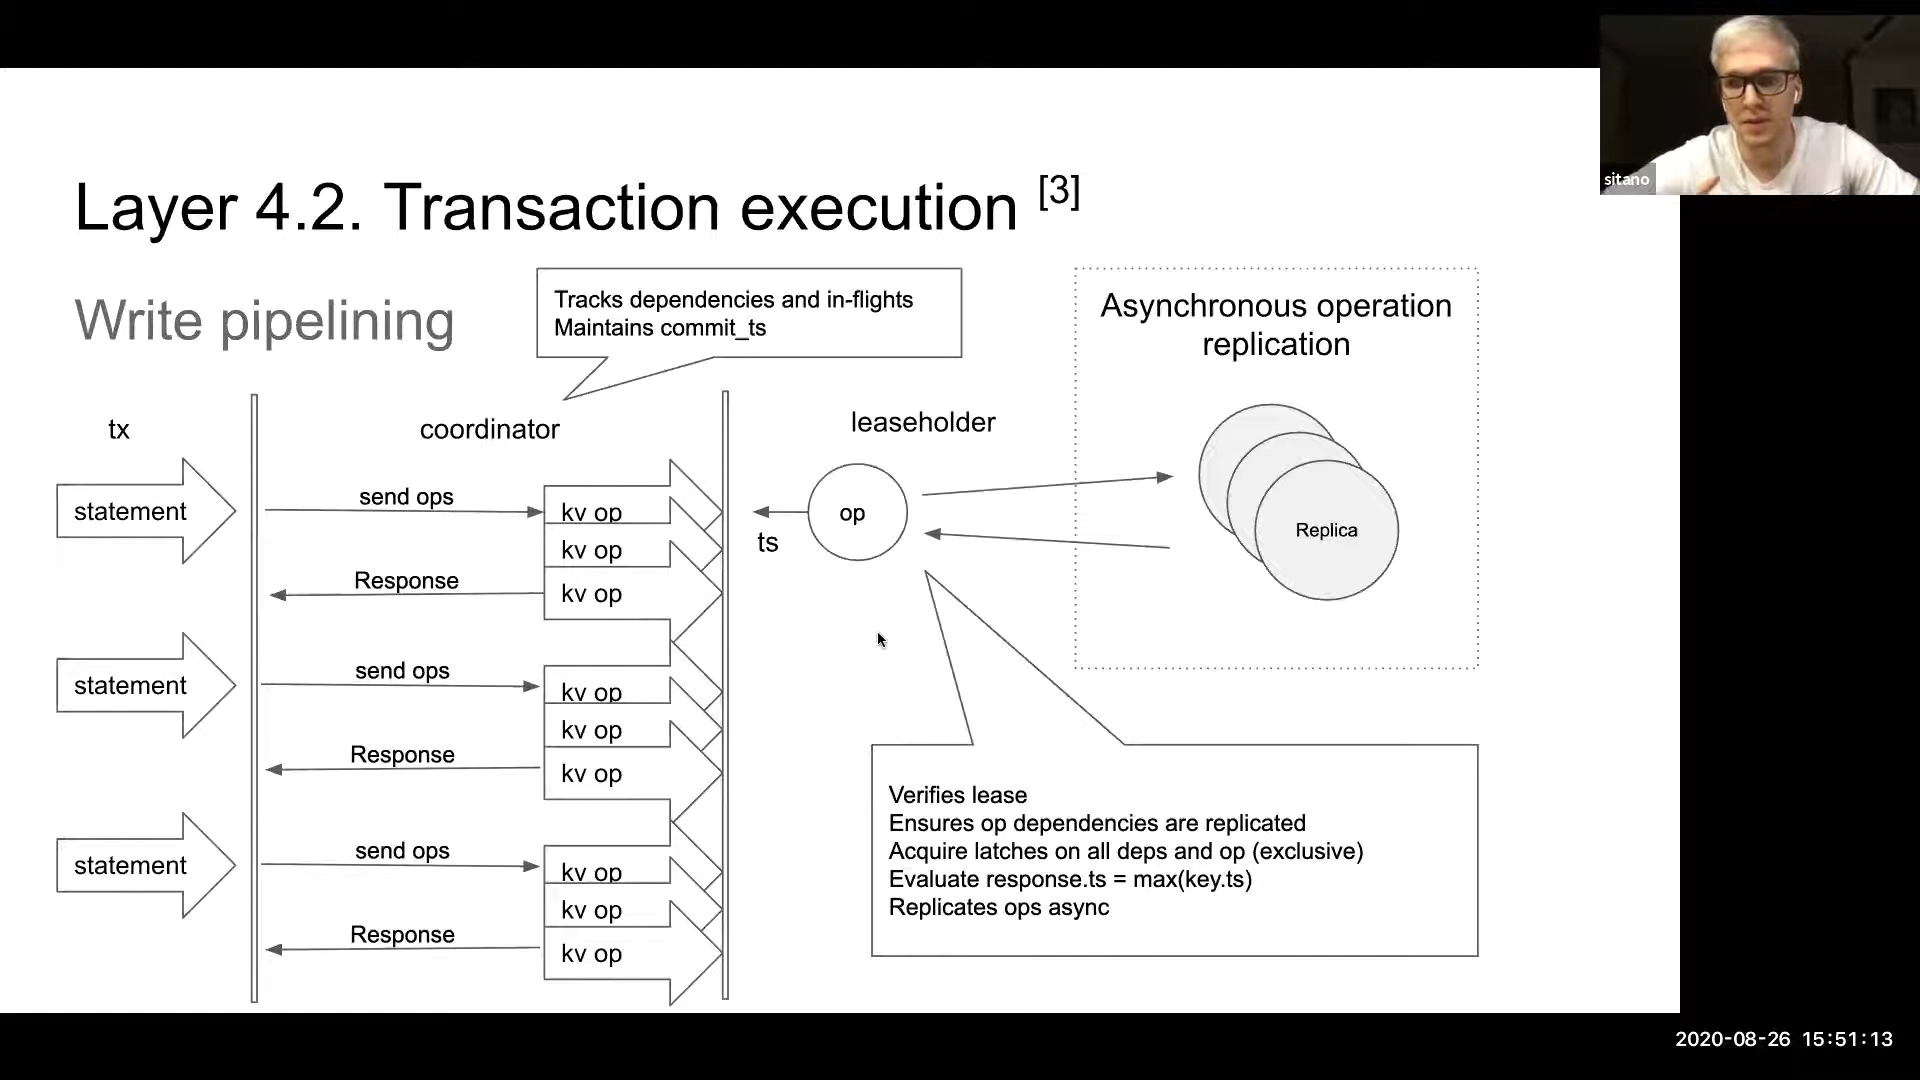 sitano
Layer 4.2. Transaction execution [3]
Write pipelining
Tracks dependencies and in-flights
Maintains commit_ts
Asynchronous operation
replication
tx
coordinator
leaseholder
statement
send ops
kv op
kv op
Response
kv op
ts
op
Replica
statement
send ops
kv op
kv op
Response
kv op
statement
send ops
kv op
kv op
Response
kv op
Verifies lease
Ensures op dependencies are replicated
Acquire latches on all deps and op (exclusive)
Evaluate response.ts = max(key.ts)
Replicates ops async
2020-08-26 15:51:13